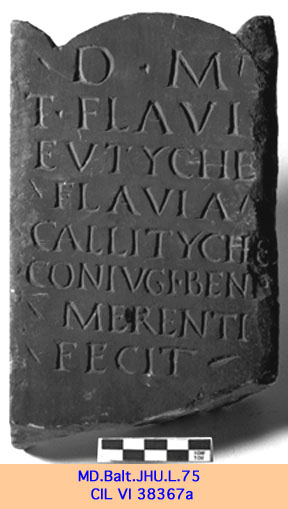 D · M
T · FLAVI
EVTYCHE
FLAVIA
CALLITYCHE
CONIVGI · BENE
MERENTI
FECIT
MD.Balt.JHU.L.75
CIL VI 38367a